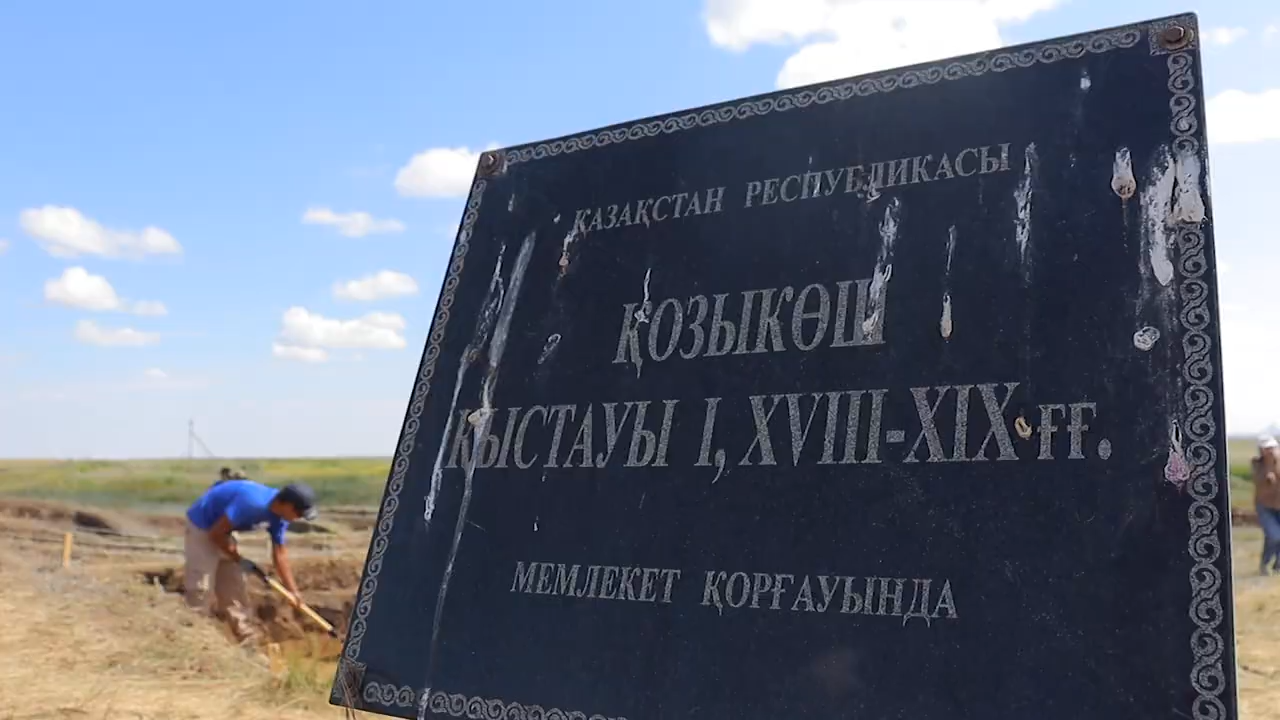 ҚАЗАҚСТАН РЕСПУБЛИКАСЫ
ҚОЗЫКӨШ
ҚЫСТАУЫ I, XVIII-XIX ғғ.
МЕМЛЕКЕТ ҚОРҒАУЫНДА